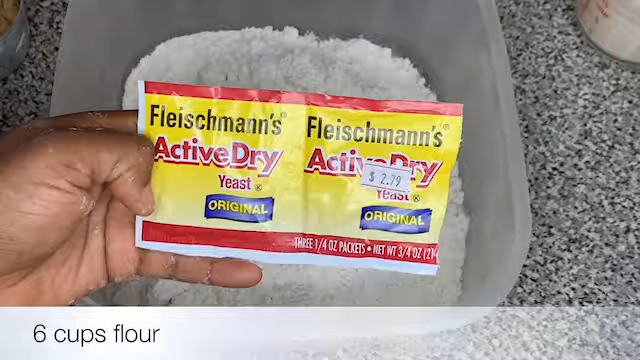 Fleischmann's®
ActiveDry
Yeast®
ORIGINAL
Fleischmann's®
ActiveDry
$ 2.79
Yeast®
ORIGINAL
THREE 1/4 OZ PACKETS • NET WT 3/4 OZ (21
6 cups flour